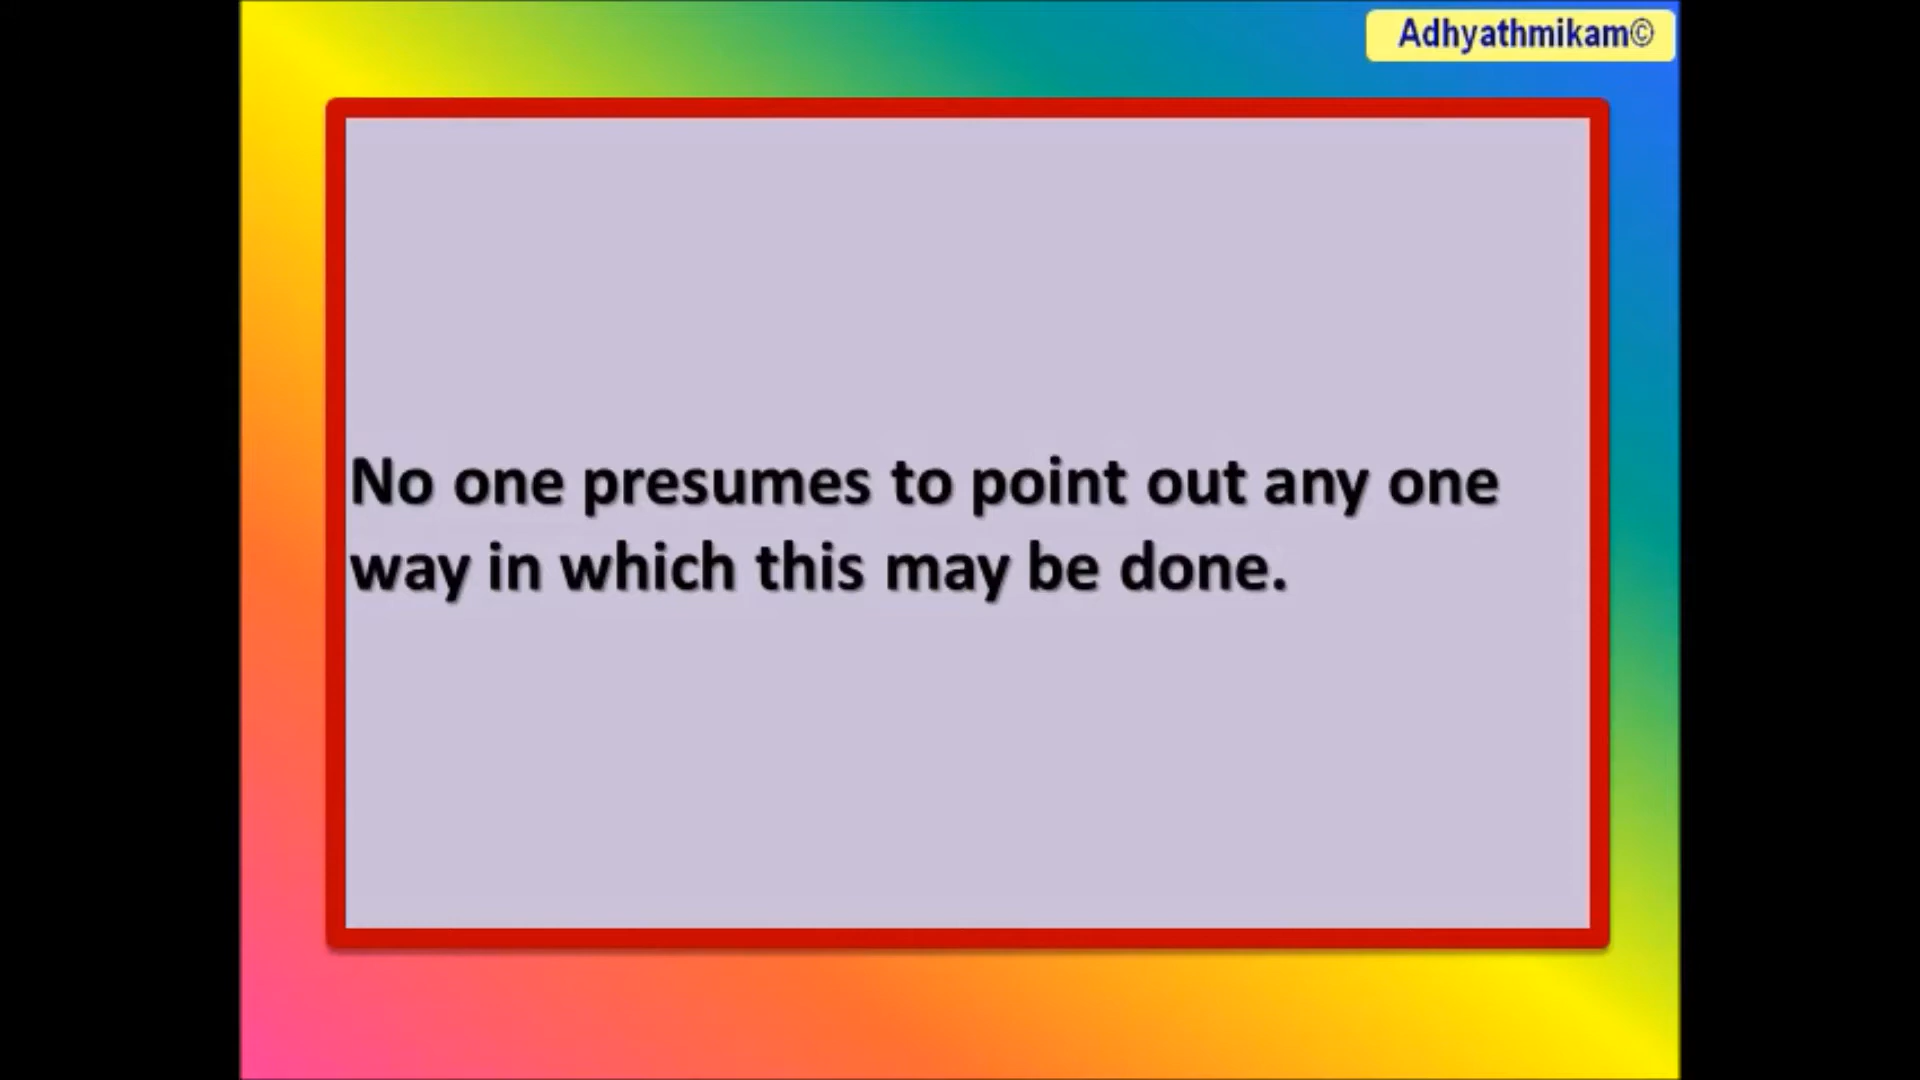 Adhyathmikam©
No one presumes to point out any one
way in which this may be done.